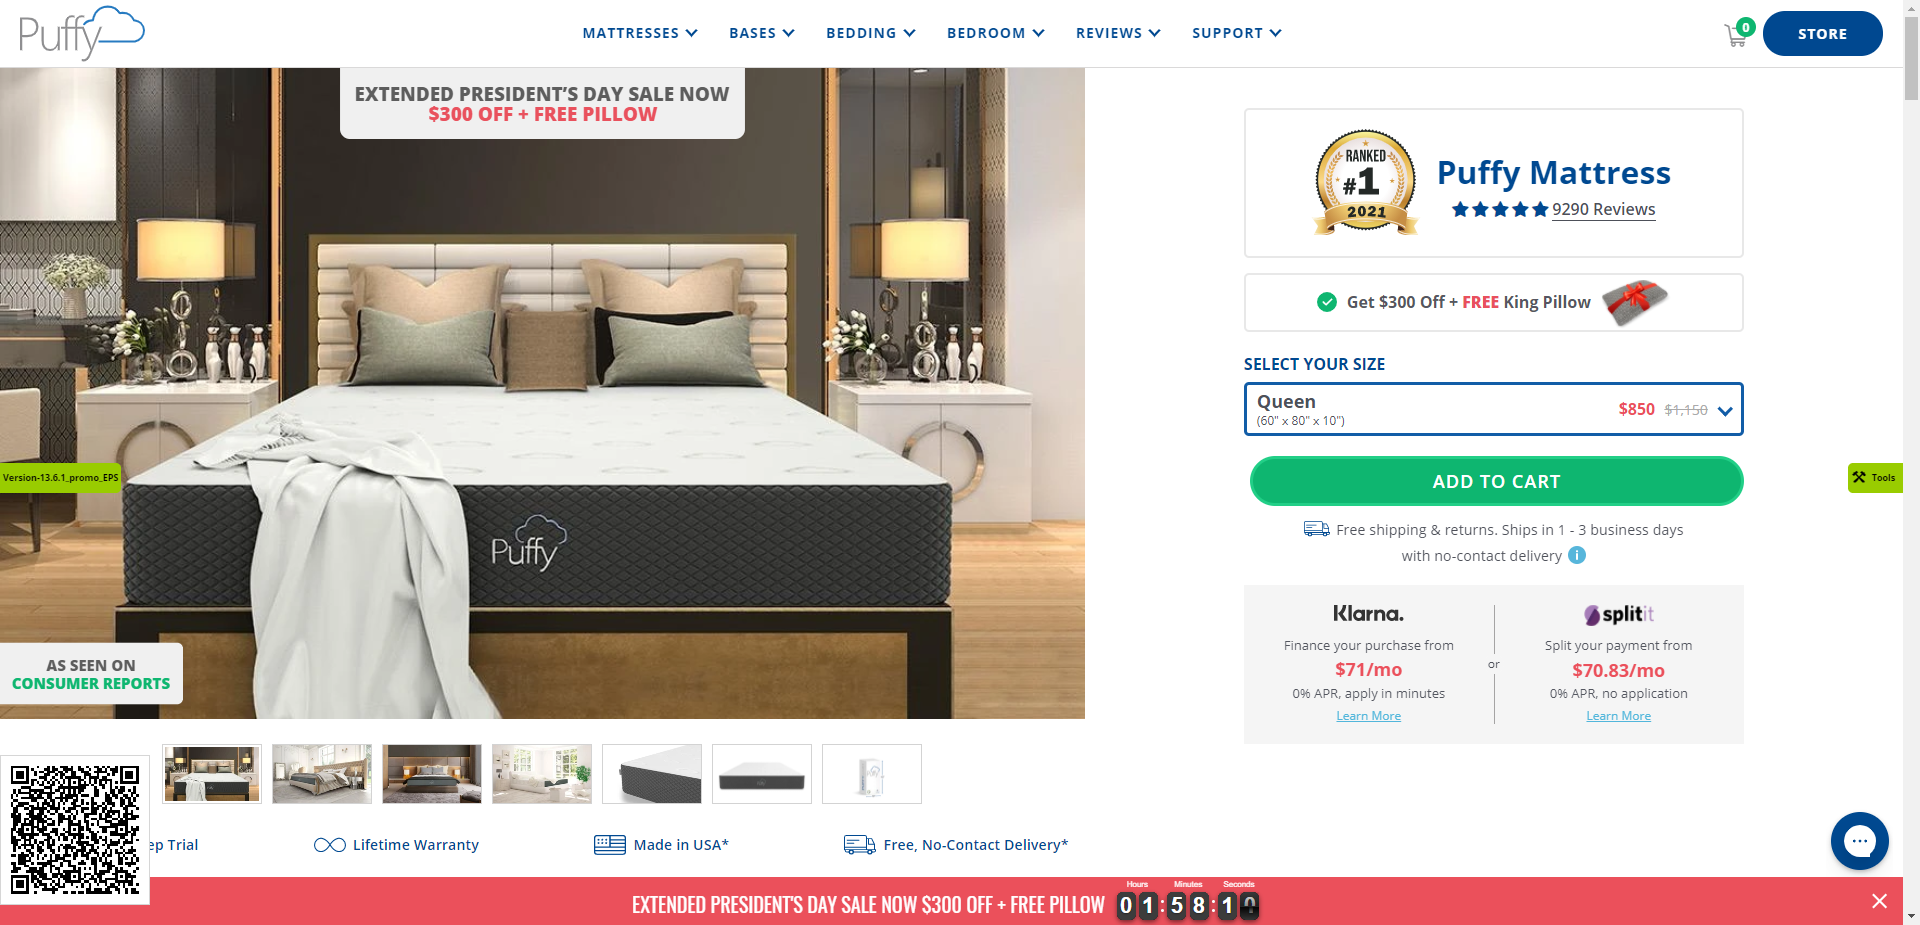 Puffy
MATTRESSES
BASES
BEDDING
BEDROOM
REVIEWS
SUPPORT
0
STORE
EXTENDED PRESIDENT'S DAY SALE NOW
$300 OFF + FREE PILLOW
RANKED
#1
2021
Puffy Mattress
9290 Reviews
Get $300 Off + FREE King Pillow
SELECT YOUR SIZE
Queen
(60" x 80" x 10")
$850 $1,150
ADD TO CART
Free shipping & returns. Ships in 1 - 3 business days
with no-contact delivery i
Version-13.6.1_promo_EPS
Tools
Puffy
AS SEEN ON
CONSUMER REPORTS
Klarna.
Finance your purchase from
$71/mo
0% APR, apply in minutes
Learn More
or
splitit
Split your payment from
$70.83/mo
0% APR, no application
Learn More
ep Trial
Lifetime Warranty
Made in USA*
Free, No-Contact Delivery*
EXTENDED PRESIDENT'S DAY SALE NOW $300 OFF + FREE PILLOW
Hours Minutes Seconds
01:58:1